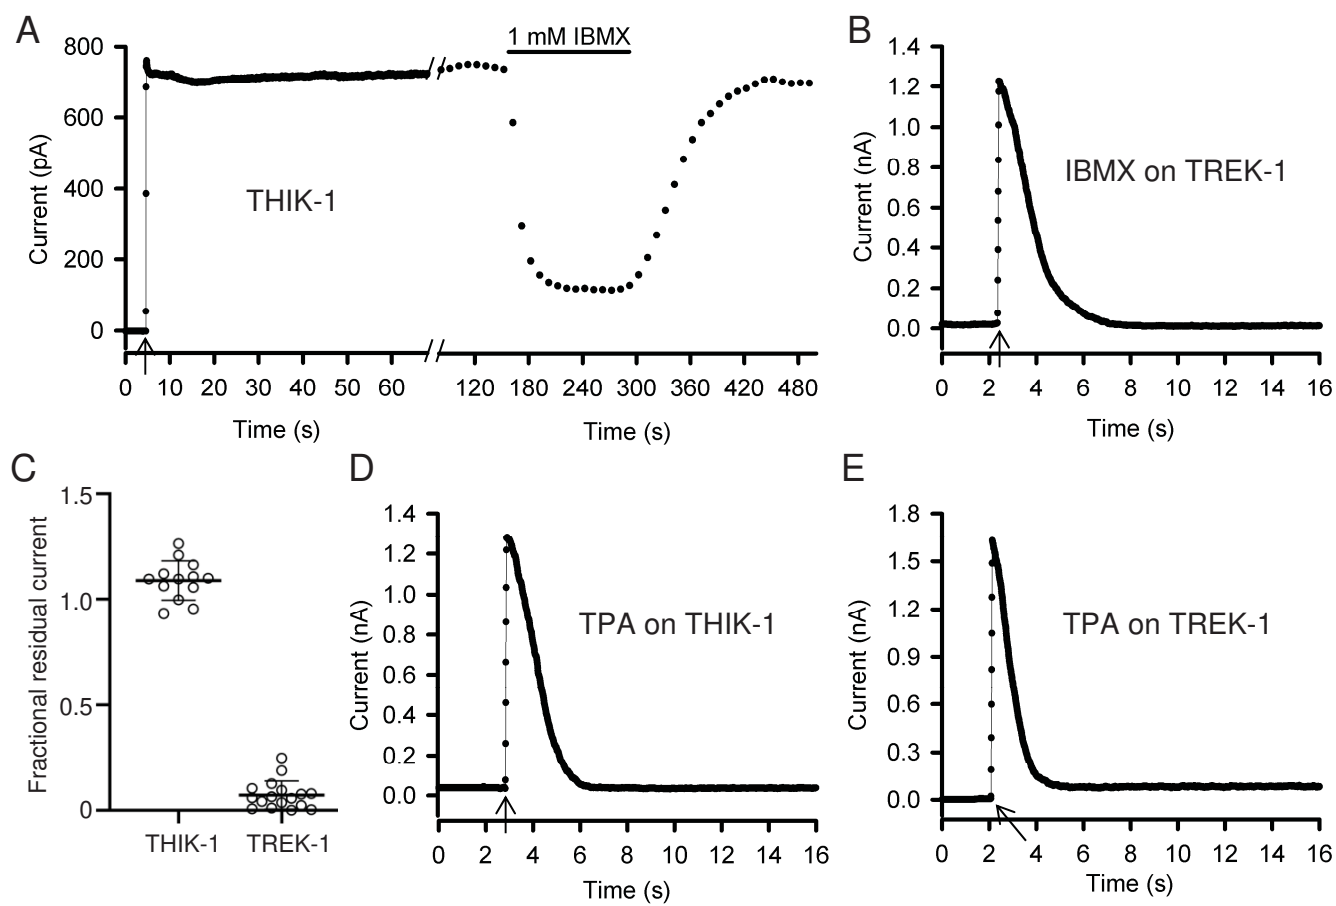 A
1 mM IBMX
800
600
400
200
0
Current (pA)
THIK-1
0 10 20 30 40 50 60 120 180 240 300 360 420 480
Time (s) Time (s)
B
1.4
1.2
1.0
0.8
0.6
0.4
0.2
0.0
Current (nA)
IBMX on TREK-1
0 2 4 6 8 10 12 14 16
Time (s)
C
1.5
1.0
0.5
0
Fractional residual current
THIK-1 TREK-1
D
1.4
1.2
1.0
0.8
0.6
0.4
0.2
0.0
Current (nA)
TPA on THIK-1
0 2 4 6 8 10 12 14 16
Time (s)
E
1.8
1.5
1.2
0.9
0.6
0.3
0.0
Current (nA)
TPA on TREK-1
0 2 4 6 8 10 12 14 16
Time (s)